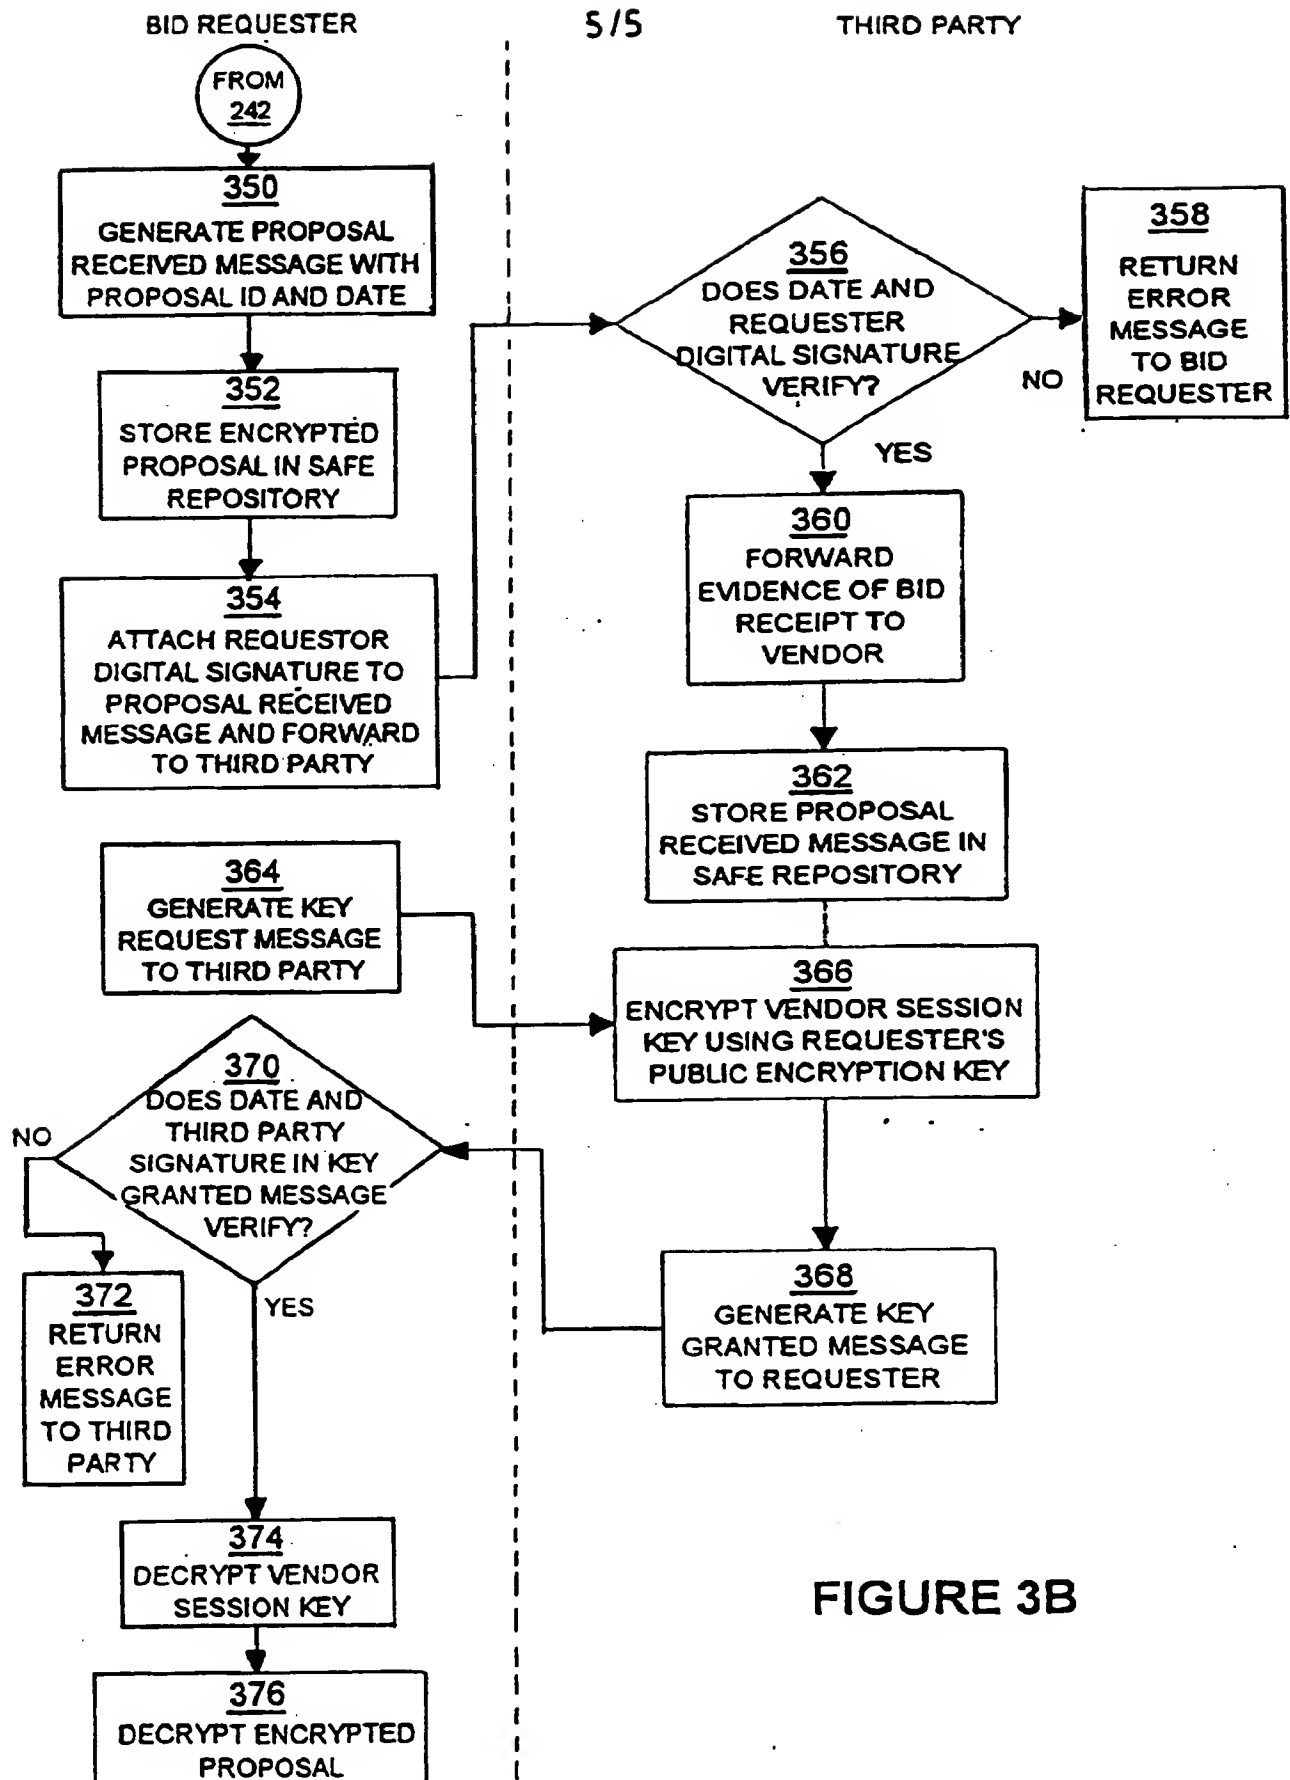 BID REQUESTER
5/5
THIRD PARTY
FROM
242
350
GENERATE PROPOSAL
RECEIVED MESSAGE WITH
PROPOSAL ID AND DATE
352
STORE ENCRYPTED
PROPOSAL IN SAFE
REPOSITORY
354
ATTACH REQUESTOR
DIGITAL SIGNATURE TO
PROPOSAL RECEIVED
MESSAGE AND FORWARD
TO THIRD PARTY
356
DOES DATE AND
REQUESTER
DIGITAL SIGNATURE
VERIFY?
NO
358
RETURN
ERROR
MESSAGE
TO BID
REQUESTER
YES
360
FORWARD
EVIDENCE OF BID
RECEIPT TO
VENDOR
362
STORE PROPOSAL
RECEIVED MESSAGE IN
SAFE REPOSITORY
364
GENERATE KEY
REQUEST MESSAGE
TO THIRD PARTY
366
ENCRYPT VENDOR SESSION
KEY USING REQUESTER'S
PUBLIC ENCRYPTION KEY
368
GENERATE KEY
GRANTED MESSAGE
TO REQUESTER
370
DOES DATE AND
THIRD PARTY
SIGNATURE IN KEY
GRANTED MESSAGE
VERIFY?
NO
372
RETURN
ERROR
MESSAGE
TO THIRD
PARTY
YES
374
DECRYPT VENDOR
SESSION KEY
376
DECRYPT ENCRYPTED
PROPOSAL
FIGURE 3B